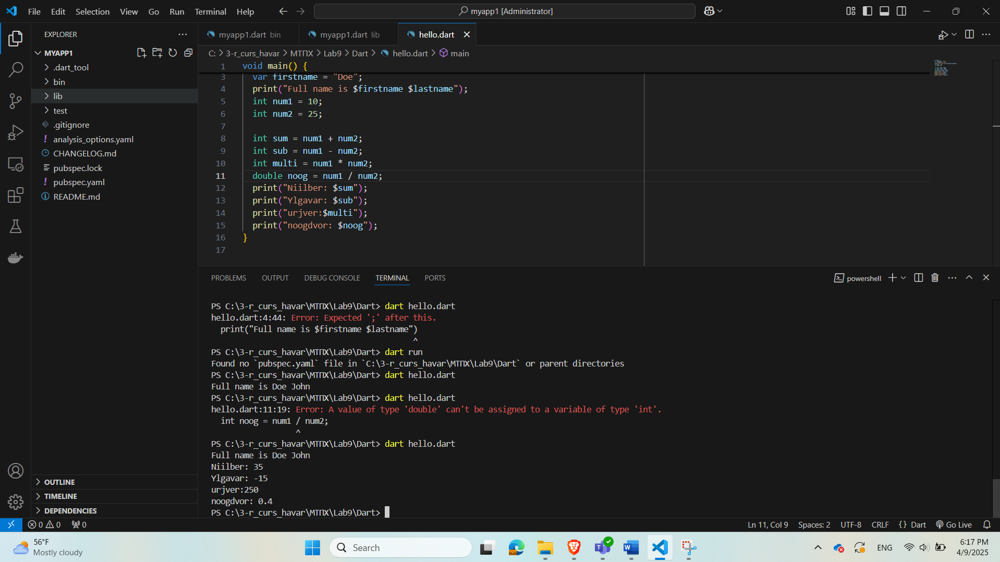 File Edit Selection View Go Run Terminal Help
myapp1 [Administrator]
EXPLORER
MYAPP1
.dart_tool
bin
lib
test
.gitignore
analysis_options.yaml
CHANGELOG.md
pubspec.lock
pubspec.yaml
README.md
OUTLINE
TIMELINE
DEPENDENCIES
myapp1.dart bin
myapp1.dart lib
hello.dart
C: > 3-r_curs_havar > МТПХ > Lab9 > Dart > hello.dart > main
1 void main() {
3 var firstname = "Doe";
4 print("Full name is $firstname $lastname");
5 int num1 = 10;
6 int num2 = 25;
7
8 int sum = num1 + num2;
9 int sub = num1 - num2;
10 int multi = num1 * num2;
11 double noog = num1 / num2;
12 print("Niilber: $sum");
13 print("Ylgavar: $sub");
14 print("urjver:$multi");
15 print("noogdvor: $noog");
16 }
17
PROBLEMS OUTPUT DEBUG CONSOLE TERMINAL PORTS
powershell
PS C:\3-r_curs_havar\МТПХ\Lab9\Dart> dart hello.dart
hello.dart:4:44: Error: Expected ';' after this.
print("Full name is $firstname $lastname")
^
PS C:\3-r_curs_havar\МТПХ\Lab9\Dart> dart run
Found no `pubspec.yaml` file in `C:\3-r_curs_havar\МТПХ\Lab9\Dart` or parent directories
PS C:\3-r_curs_havar\МТПХ\Lab9\Dart> dart hello.dart
Full name is Doe John
PS C:\3-r_curs_havar\МТПХ\Lab9\Dart> dart hello.dart
hello.dart:11:19: Error: A value of type 'double' can't be assigned to a variable of type 'int'.
int noog = num1 / num2;
^
PS C:\3-r_curs_havar\МТПХ\Lab9\Dart> dart hello.dart
Full name is Doe John
Niilber: 35
Ylgavar: -15
urjver:250
noogdvor: 0.4
PS C:\3-r_curs_havar\МТПХ\Lab9\Dart>
0 0 0
Ln 11, Col 9 Spaces: 2 UTF-8 CRLF {} Dart Go Live
56°F
Mostly cloudy
Search
ENG
6:17 PM
4/9/2025